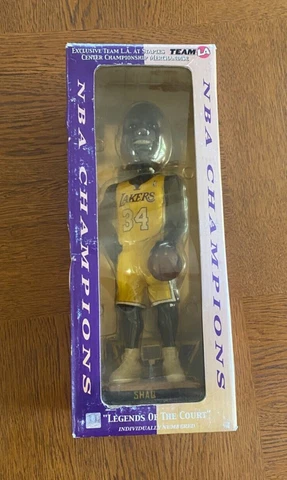 EXCLUSIVE TEAM L.A. AT STAPLES
CENTER CHAMPIONSHIP MERCHANDISE
TEAM LA
NBA CHAMPIONS
NBA CHAMPIONS
LAKERS
34
SHAQ
"LEGENDS OF THE COURT"
INDIVIDUALLY NUMBERED